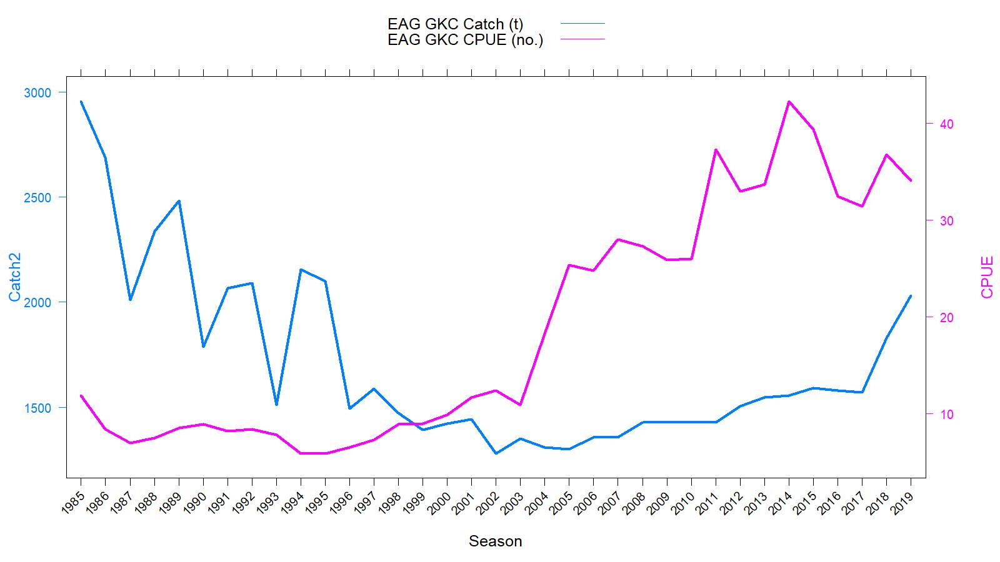 EAG GKC Catch (t)
EAG GKC CPUE (no.)
3000
2500
2000
1500
Catch2
40
30
20
10
CPUE
1985 1986 1987 1988 1989 1990 1991 1992 1993 1994 1995 1996 1997 1998 1999 2000 2001 2002 2003 2004 2005 2006 2007 2008 2009 2010 2011 2012 2013 2014 2015 2016 2017 2018 2019
Season